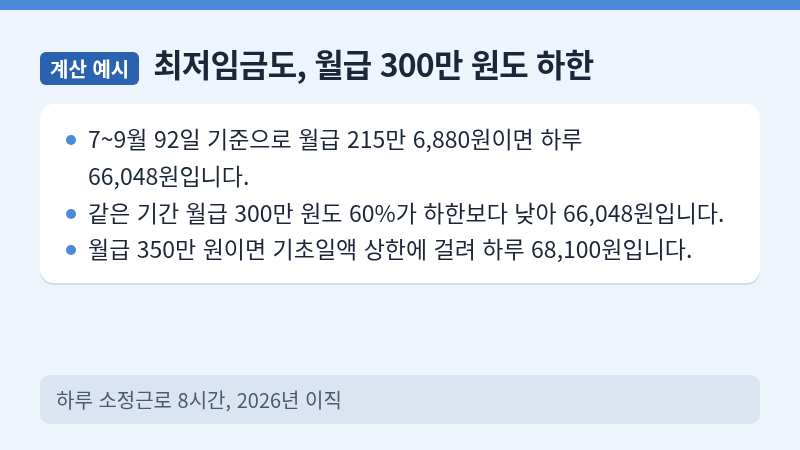 계산 예시
최저임금도, 월급 300만 원도 하한
7~9월 92일 기준으로 월급 215만 6,880원이면 하루
66,048원입니다.
같은 기간 월급 300만 원도 60%가 하한보다 낮아 66,048원입니다.
월급 350만 원이면 기초일액 상한에 걸려 하루 68,100원입니다.
하루 소정근로 8시간, 2026년 이직